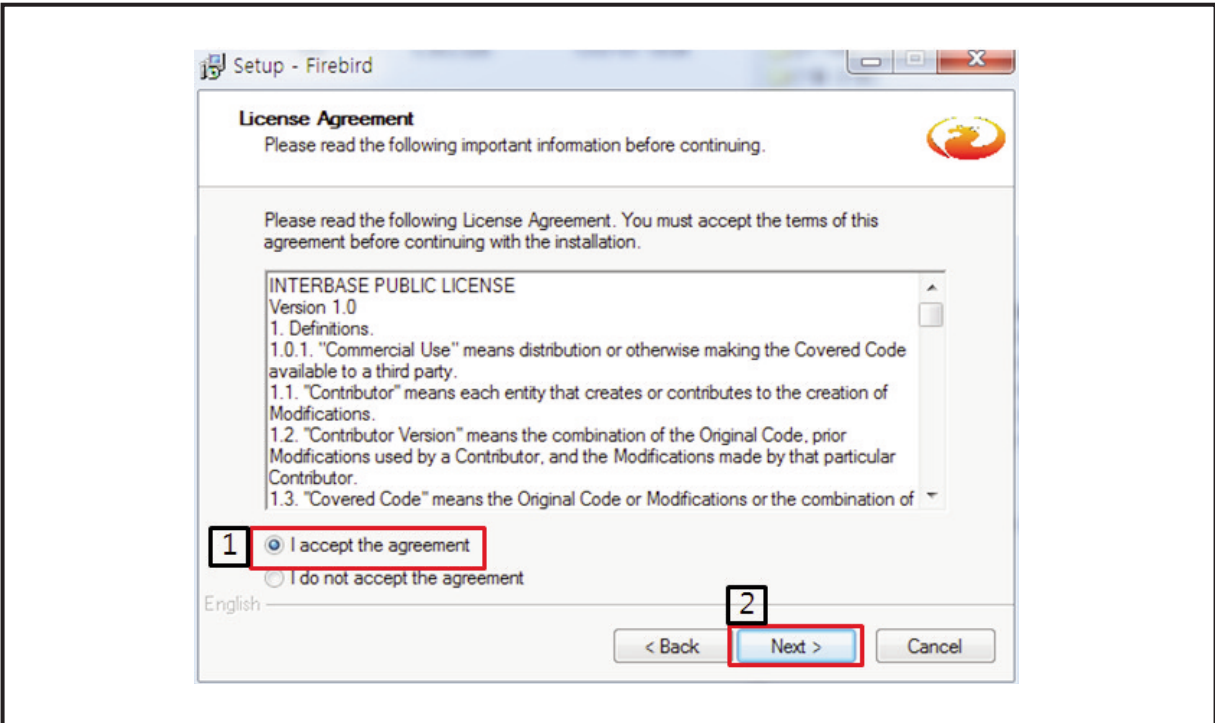 Setup - Firebird
License Agreement
Please read the following important information before continuing.
Please read the following License Agreement. You must accept the terms of this
agreement before continuing with the installation.
INTERBASE PUBLIC LICENSE
Version 1.0
1. Definitions.
1.0.1. "Commercial Use" means distribution or otherwise making the Covered Code
available to a third party.
1.1. "Contributor" means each entity that creates or contributes to the creation of
Modifications.
1.2. "Contributor Version" means the combination of the Original Code, prior
Modifications used by a Contributor, and the Modifications made by that particular
Contributor.
1.3. "Covered Code" means the Original Code or Modifications or the combination of
1 I accept the agreement
I do not accept the agreement
English
2
< Back Next > Cancel